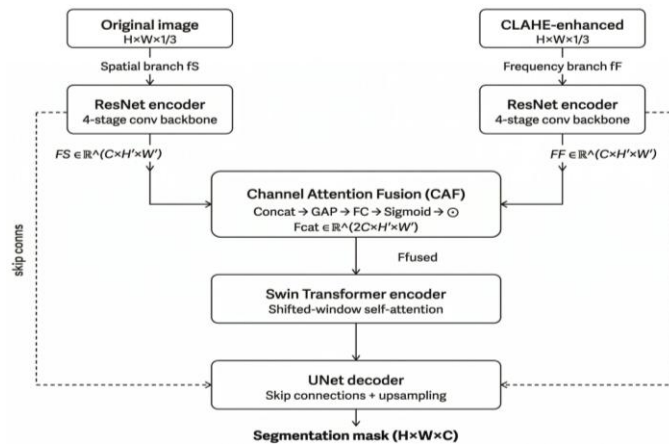 Original image
H×W×1/3
CLAHE-enhanced
H×W×1/3
Spatial branch fS
Frequency branch fF
ResNet encoder
4-stage conv backbone
ResNet encoder
4-stage conv backbone
FS ∈ ℝ^(C×H′×W′)
FF ∈ ℝ^(C×H′×W′)
Channel Attention Fusion (CAF)
Concat → GAP → FC → Sigmoid → ⊙
Fcat ∈ ℝ^(2C×H′×W′)
skip conns
Ffused
Swin Transformer encoder
Shifted-window self-attention
UNet decoder
Skip connections + upsampling
Segmentation mask (H×W×C)